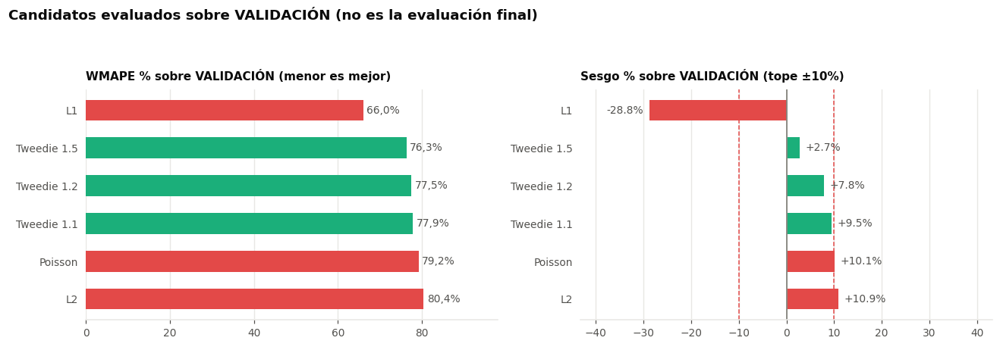 Candidatos evaluados sobre VALIDACIÓN (no es la evaluación final)
WMAPE % sobre VALIDACIÓN (menor es mejor)
L1
66,0%
Tweedie 1.5
76,3%
Tweedie 1.2
77,5%
Tweedie 1.1
77,9%
Poisson
79,2%
L2
80,4%
0 20 40 60 80
Sesgo % sobre VALIDACIÓN (tope ±10%)
L1
-28.8%
Tweedie 1.5
+2.7%
Tweedie 1.2
+7.8%
Tweedie 1.1
+9.5%
Poisson
+10.1%
L2
+10.9%
−40 −30 −20 −10 0 10 20 30 40